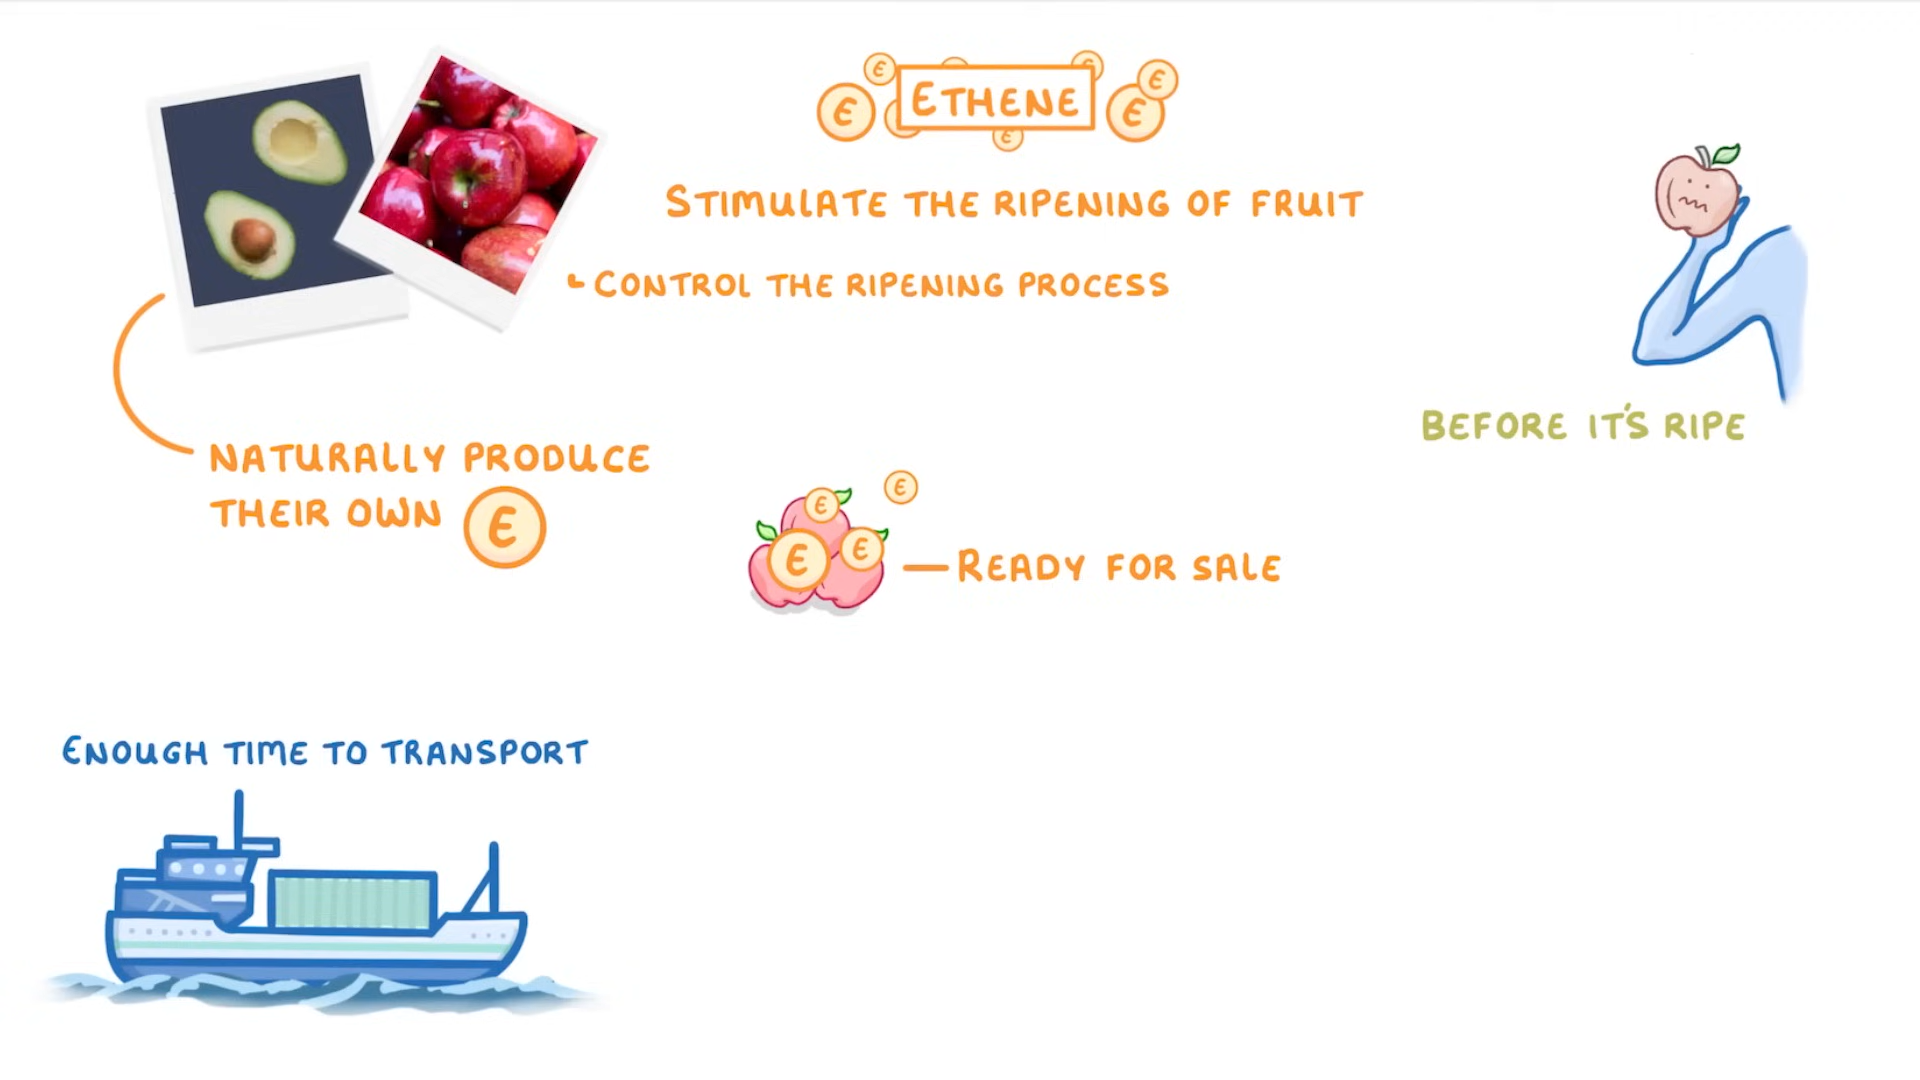 ETHENE
E
E
E
E
E
STIMULATE THE RIPENING OF FRUIT
CONTROL THE RIPENING PROCESS
BEFORE IT'S RIPE
NATURALLY PRODUCE
THEIR OWN E
E
E
E
E
READY FOR SALE
ENOUGH TIME TO TRANSPORT